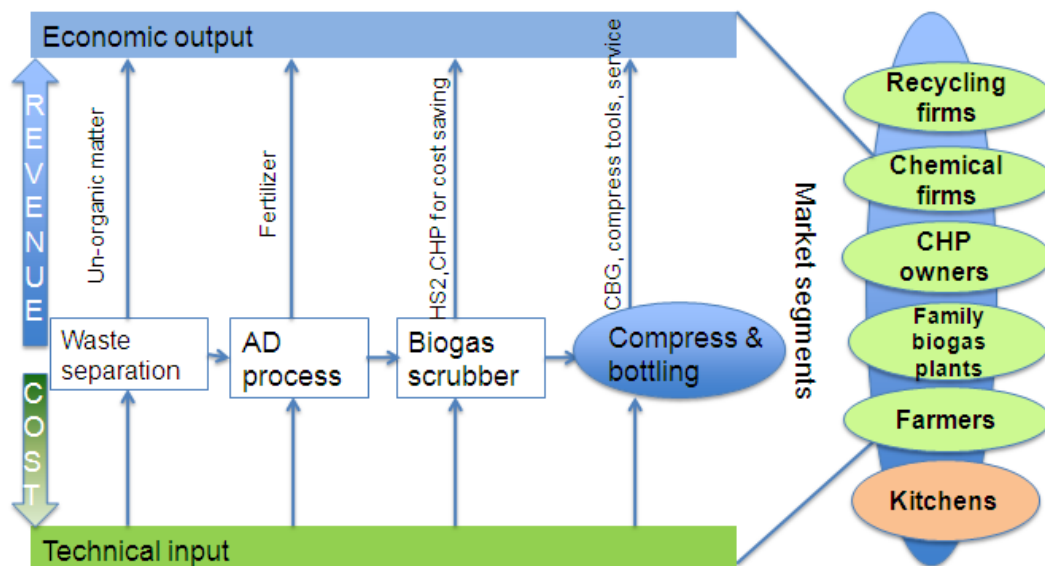 Economic output
REVENUE
COST
Un-organic matter
Fertilizer
HS2,CHP for cost saving
CBG, compress tools, service
Waste
separation
AD
process
Biogas
scrubber
Compress &
bottling
Technical input
Market segments
Recycling
firms
Chemical
firms
CHP
owners
Family
biogas
plants
Farmers
Kitchens